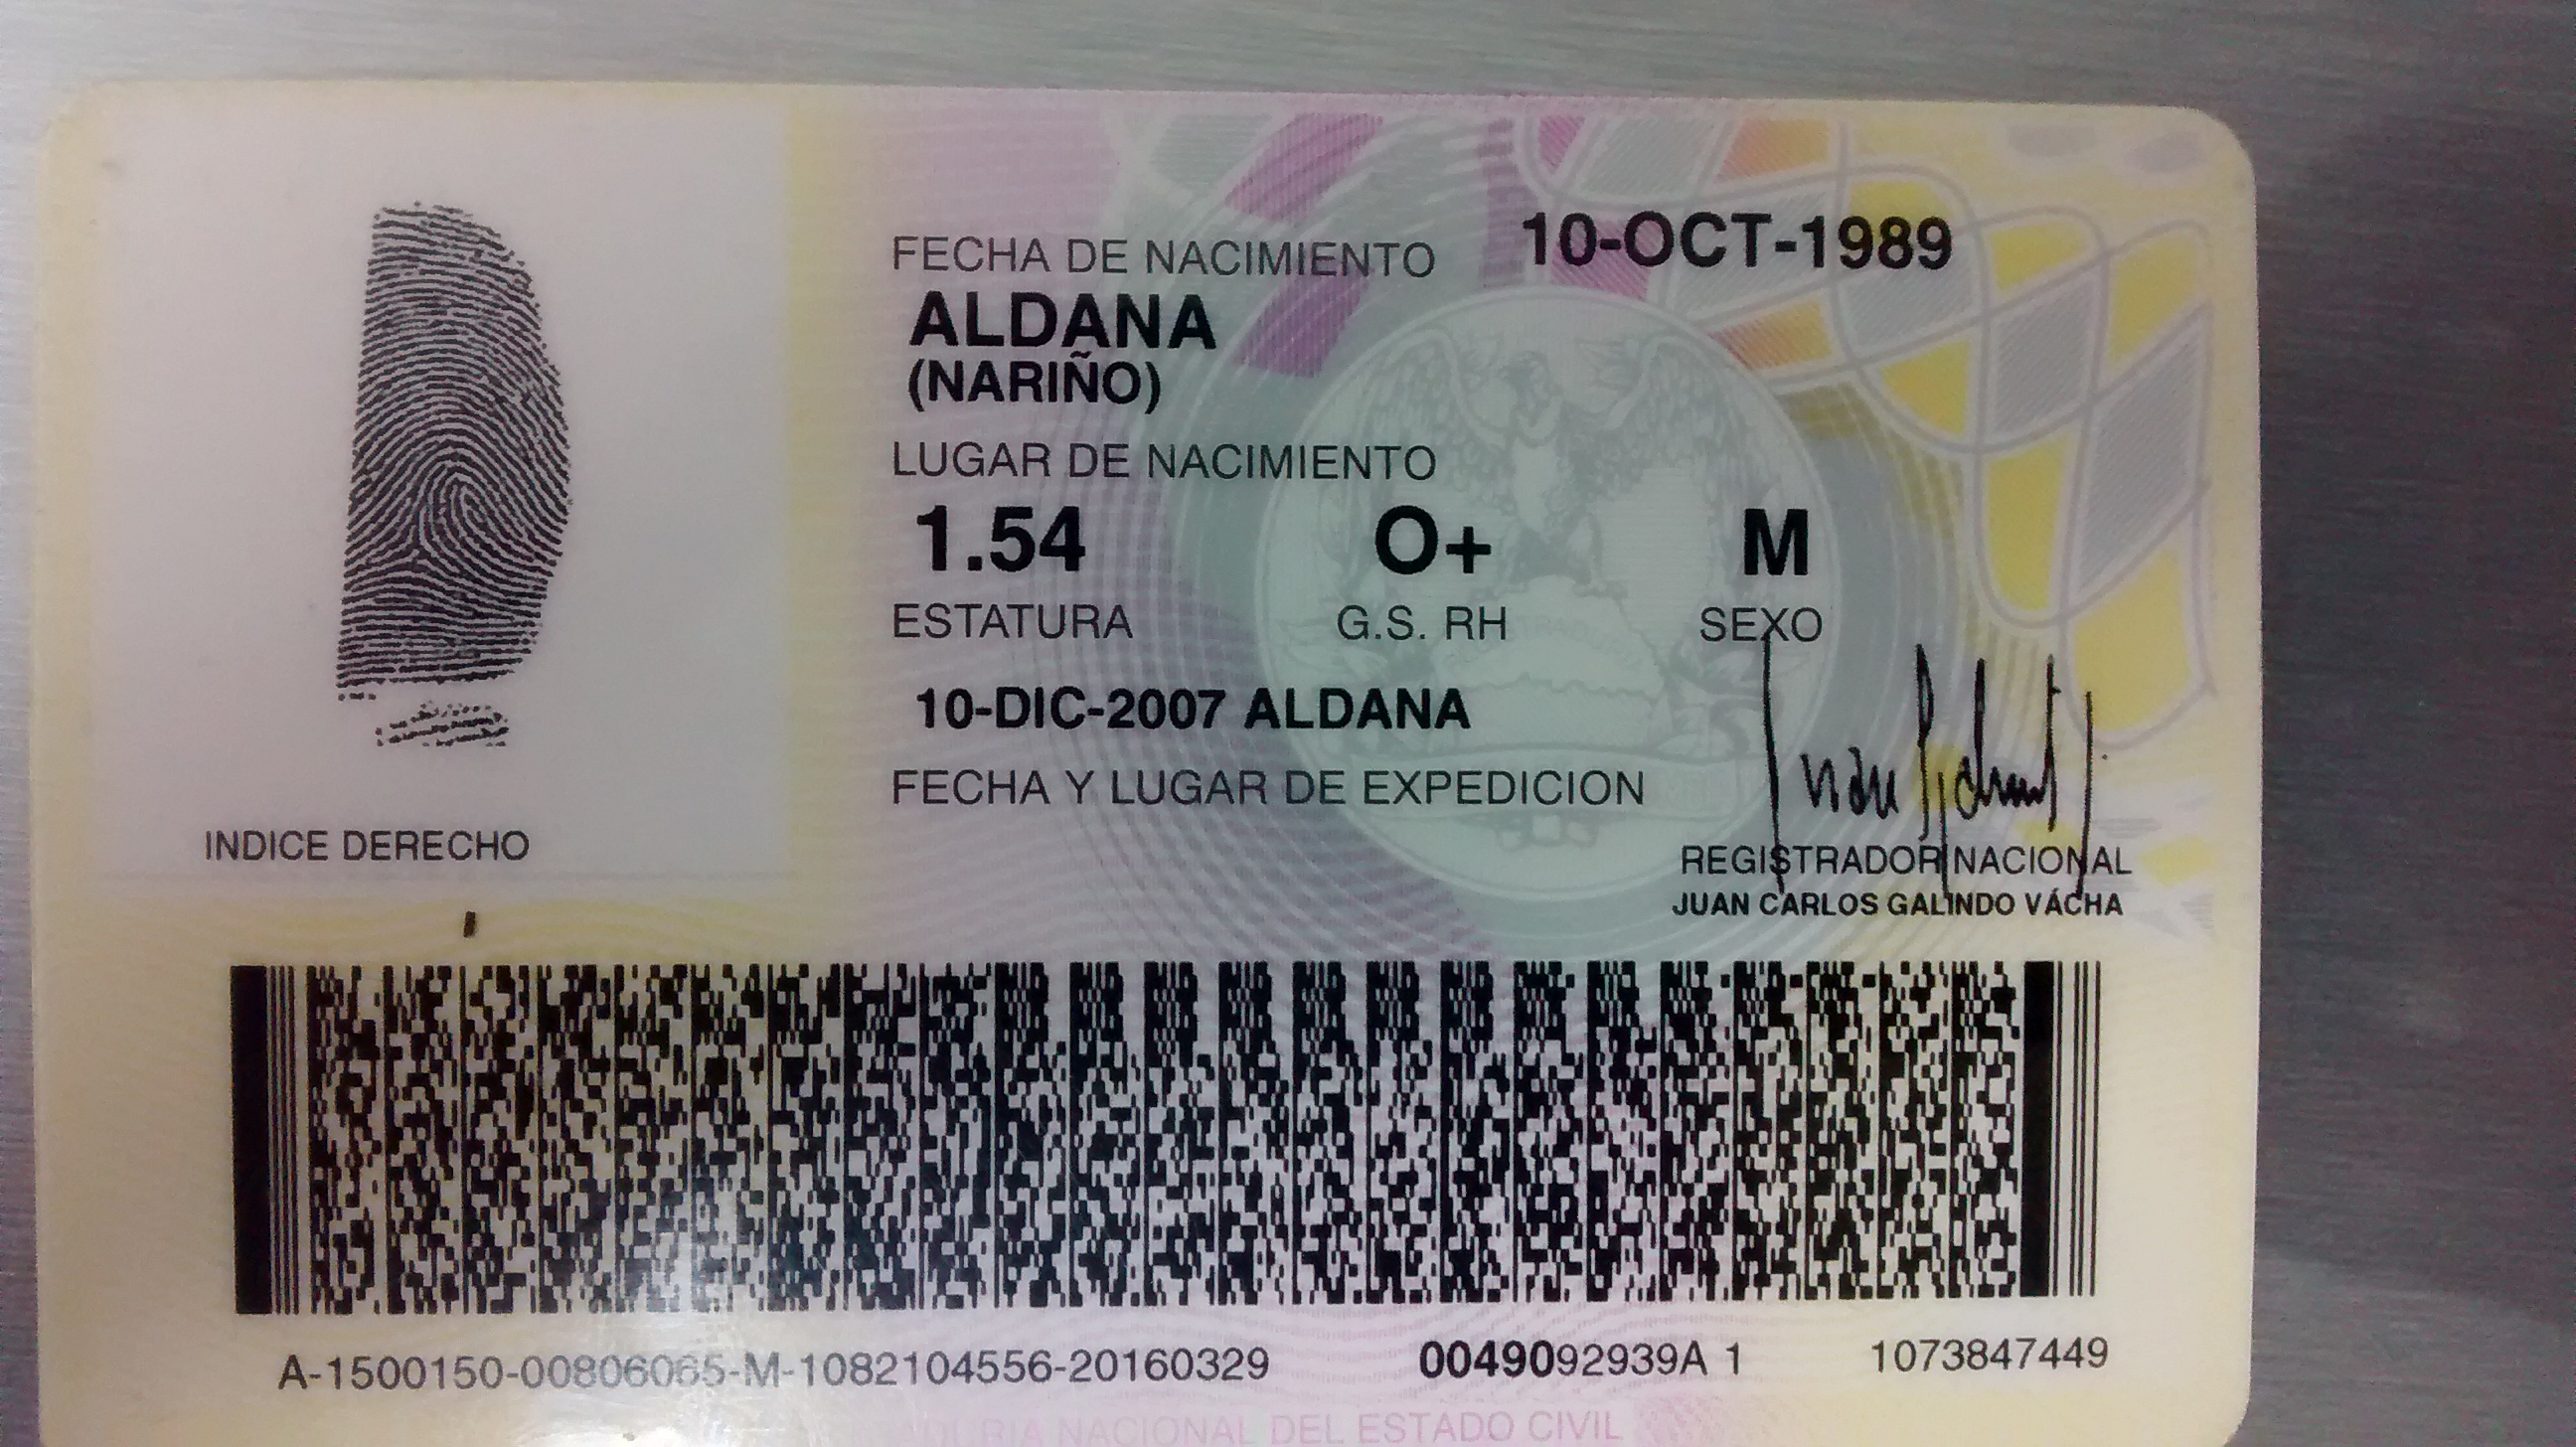 FECHA DE NACIMIENTO 10-OCT-1989
ALDANA
(NARIÑO)
LUGAR DE NACIMIENTO
1.54 O+ M
ESTATURA G.S. RH SEXO
10-DIC-2007 ALDANA
FECHA Y LUGAR DE EXPEDICION
INDICE DERECHO
REGISTRADOR NACIONAL
JUAN CARLOS GALINDO VÁCHA
A-1500150-00806065-M-1082104556-20160329 0049092939A 1 1073847449
NACIONAL DEL ESTADO CIVIL